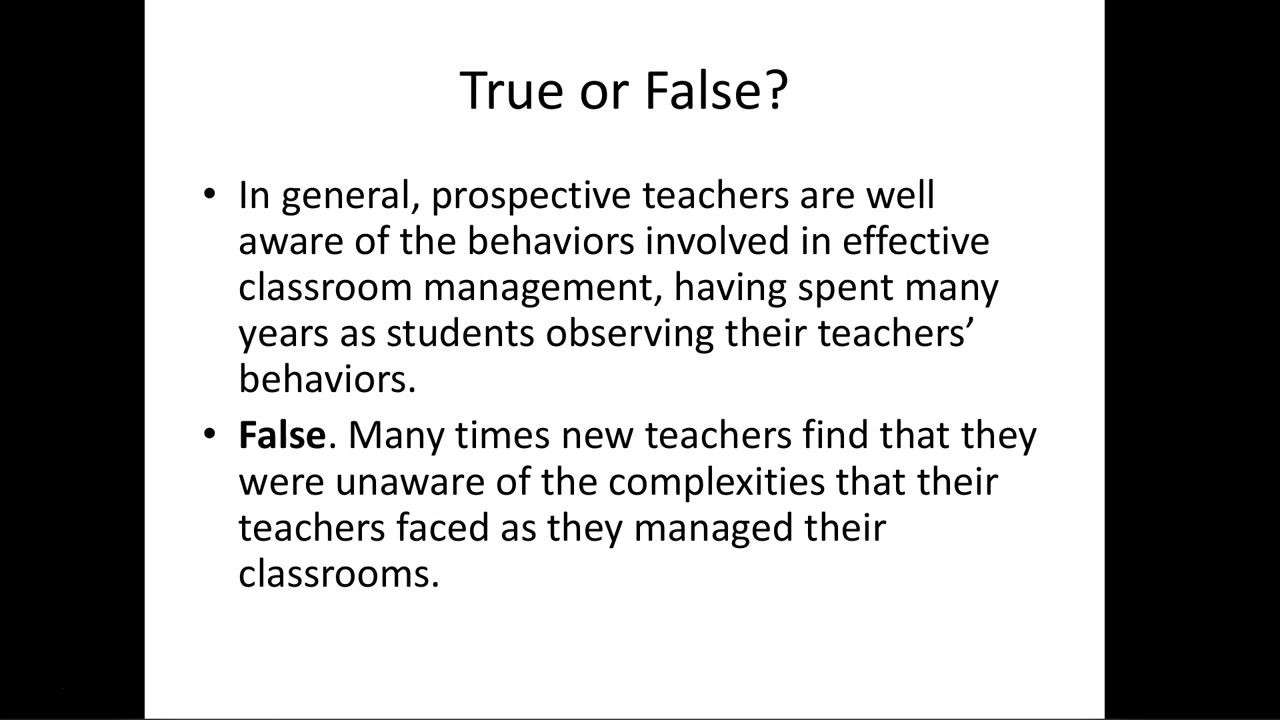 True or False?
• In general, prospective teachers are well
aware of the behaviors involved in effective
classroom management, having spent many
years as students observing their teachers’
behaviors.
• False. Many times new teachers find that they
were unaware of the complexities that their
teachers faced as they managed their
classrooms.